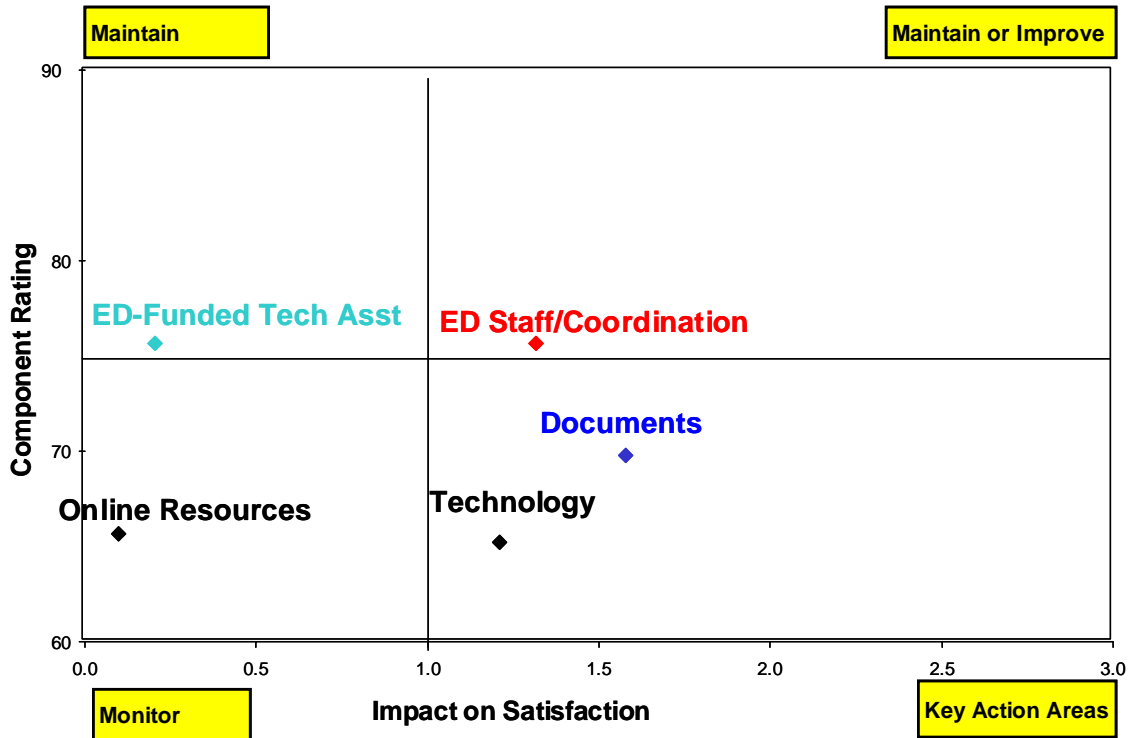 Maintain
Maintain or Improve
90
80
70
60
Component Rating
ED-Funded Tech Asst
ED Staff/Coordination
Documents
Online Resources
Technology
0.0
0.5
1.0
1.5
2.0
2.5
3.0
Monitor
Impact on Satisfaction
Key Action Areas